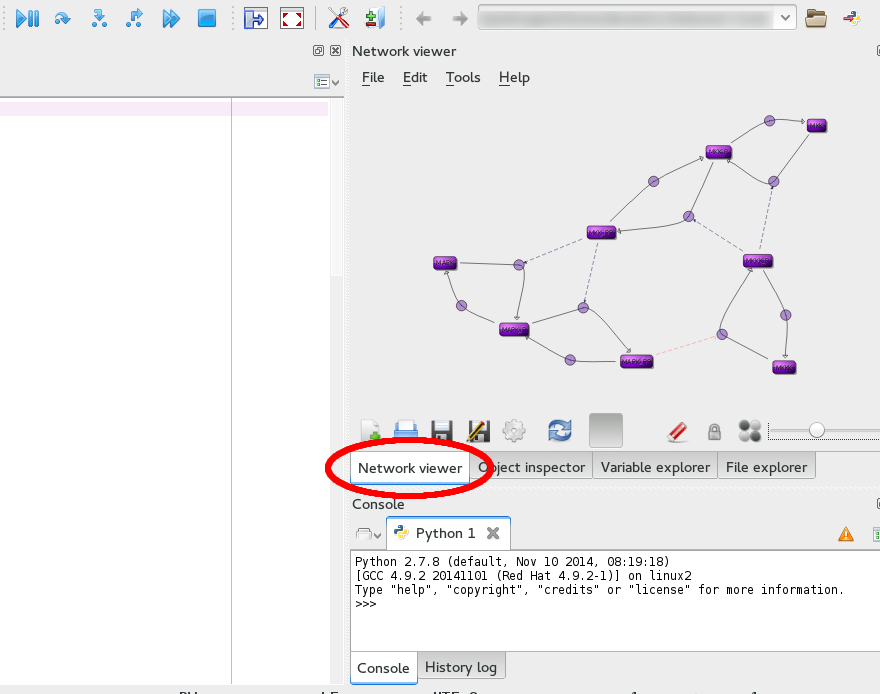 Network viewer
File Edit Tools Help
MKKK
MAPK
Network viewer
Object inspector
Variable explorer
File explorer
Console
Python 1
Python 2.7.8 (default, Nov 10 2014, 08:19:18)
[GCC 4.9.2 20141101 (Red Hat 4.9.2-1)] on linux2
Type "help", "copyright", "credits" or "license" for more information.
>>>
Console
History log